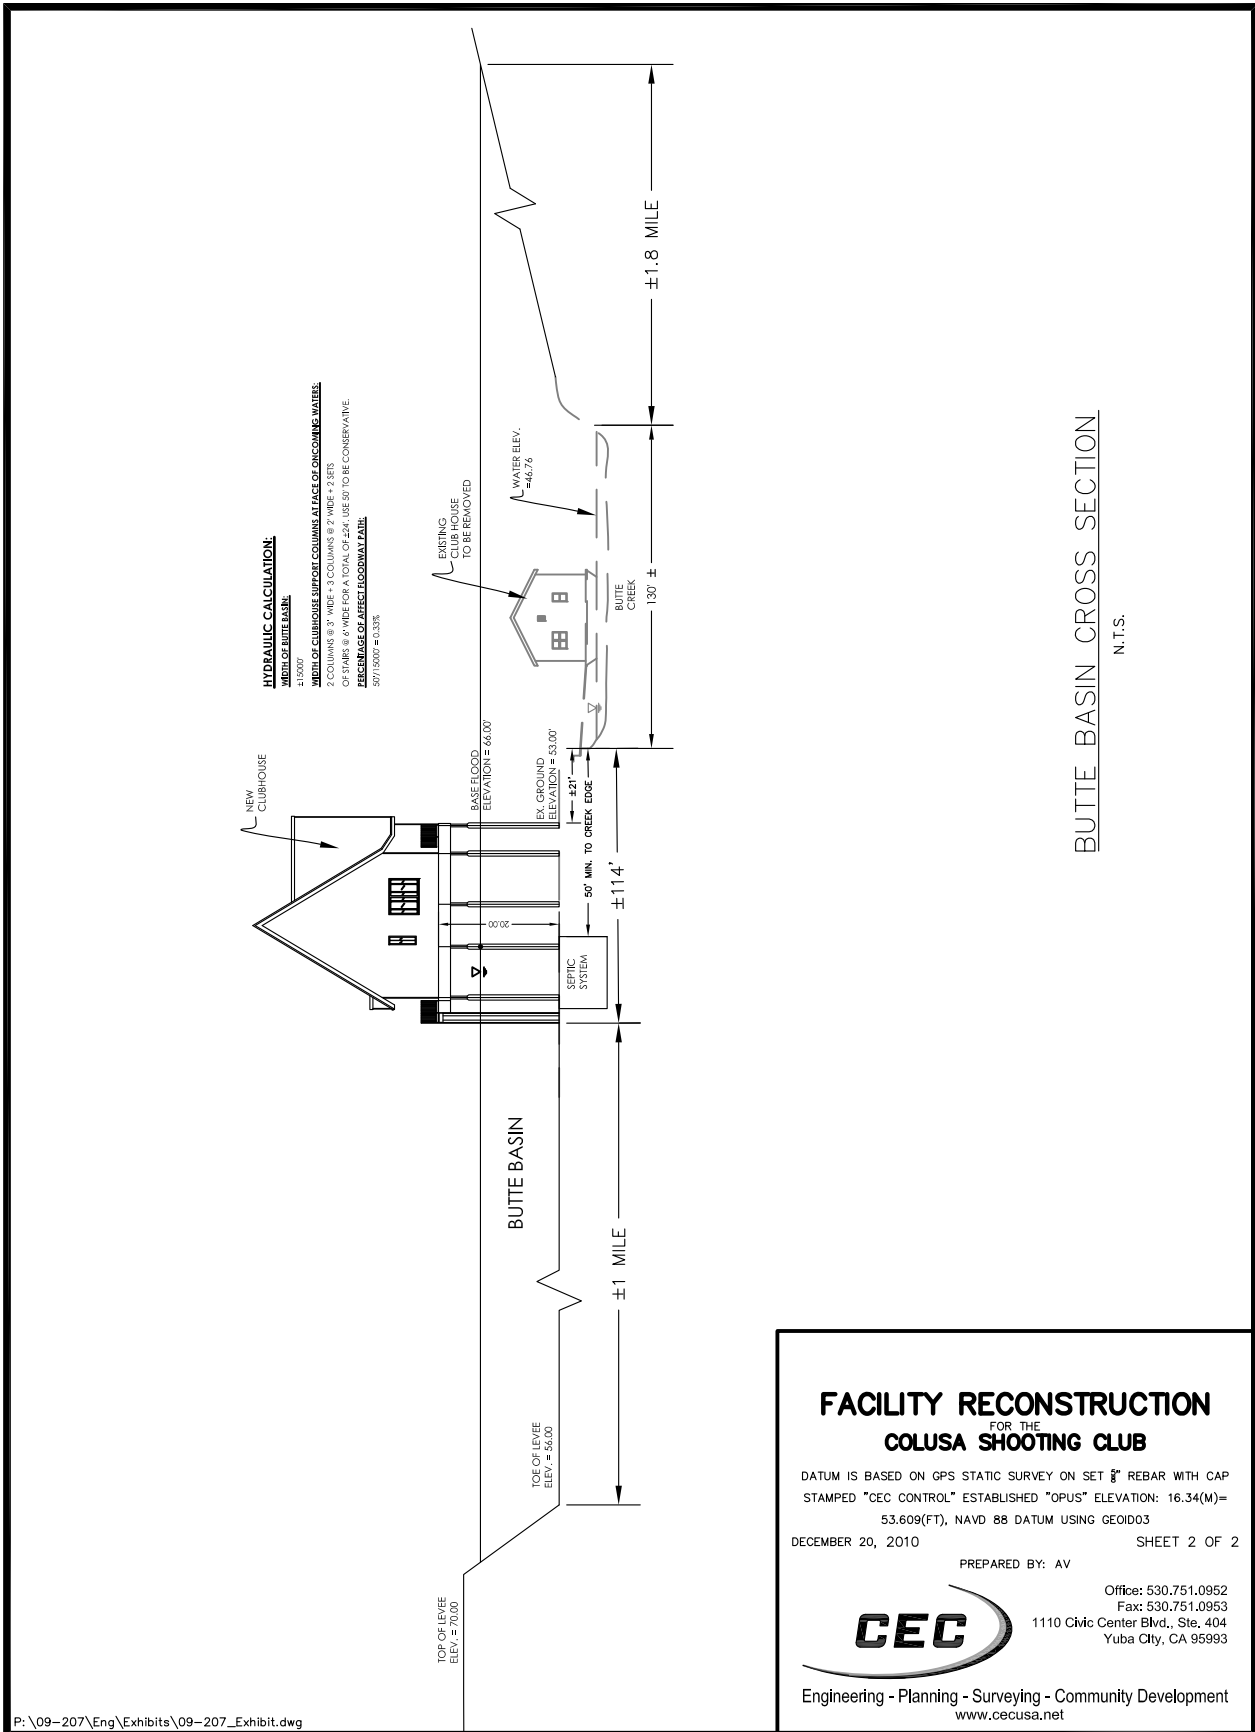 HYDRAULIC CALCULATION:
WIDTH OF BUTTE BASIN:
±15000'
WIDTH OF CLUBHOUSE SUPPORT COLUMNS AT FACE OF ONCOMING WATERS:
2 COLUMNS @ 3' WIDE + 3 COLUMNS @ 2' WIDE + 2 SETS
OF STAIRS @ 6' WIDE FOR A TOTAL OF ±24'. USE 50' TO BE CONSERVATIVE.
PERCENTAGE OF AFFECT FLOODWAY PATH:
50'/15000' = 0.33%
NEW
CLUBHOUSE
EXISTING
CLUB HOUSE
TO BE REMOVED
WATER ELEV.
=46.76
BASE FLOOD
ELEVATION = 66.00'
EX. GROUND
ELEVATION = 53.00'
20.00
SEPTIC
SYSTEM
±21'
50' MIN. TO CREEK EDGE
±114'
BUTTE
CREEK
130' ±
±1.8 MILE
BUTTE BASIN
±1 MILE
TOE OF LEVEE
ELEV. = 56.00
TOP OF LEVEE
ELEV. = 70.00
BUTTE BASIN CROSS SECTION
N.T.S.
FACILITY RECONSTRUCTION
FOR THE
COLUSA SHOOTING CLUB
DATUM IS BASED ON GPS STATIC SURVEY ON SET 5/8" REBAR WITH CAP
STAMPED "CEC CONTROL" ESTABLISHED "OPUS" ELEVATION: 16.34(M)=
53.609(FT), NAVD 88 DATUM USING GEOID03
DECEMBER 20, 2010 SHEET 2 OF 2
PREPARED BY: AV
CEC
Office: 530.751.0952
Fax: 530.751.0953
1110 Civic Center Blvd., Ste. 404
Yuba City, CA 95993
Engineering - Planning - Surveying - Community Development
www.cecusa.net
P:\09-207\Eng\Exhibits\09-207_Exhibit.dwg